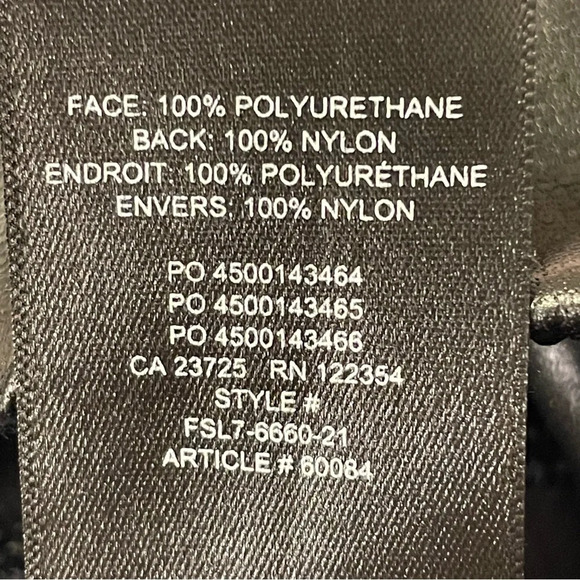 FACE: 100% POLYURETHANE
BACK: 100% NYLON
ENDROIT: 100% POLYURÉTHANE
ENVERS: 100% NYLON
PO 4500143464
PO 4500143465
PO 4500143466
CA 23725 RN 122354
STYLE #
FSL7-6660-21
ARTICLE # 60084